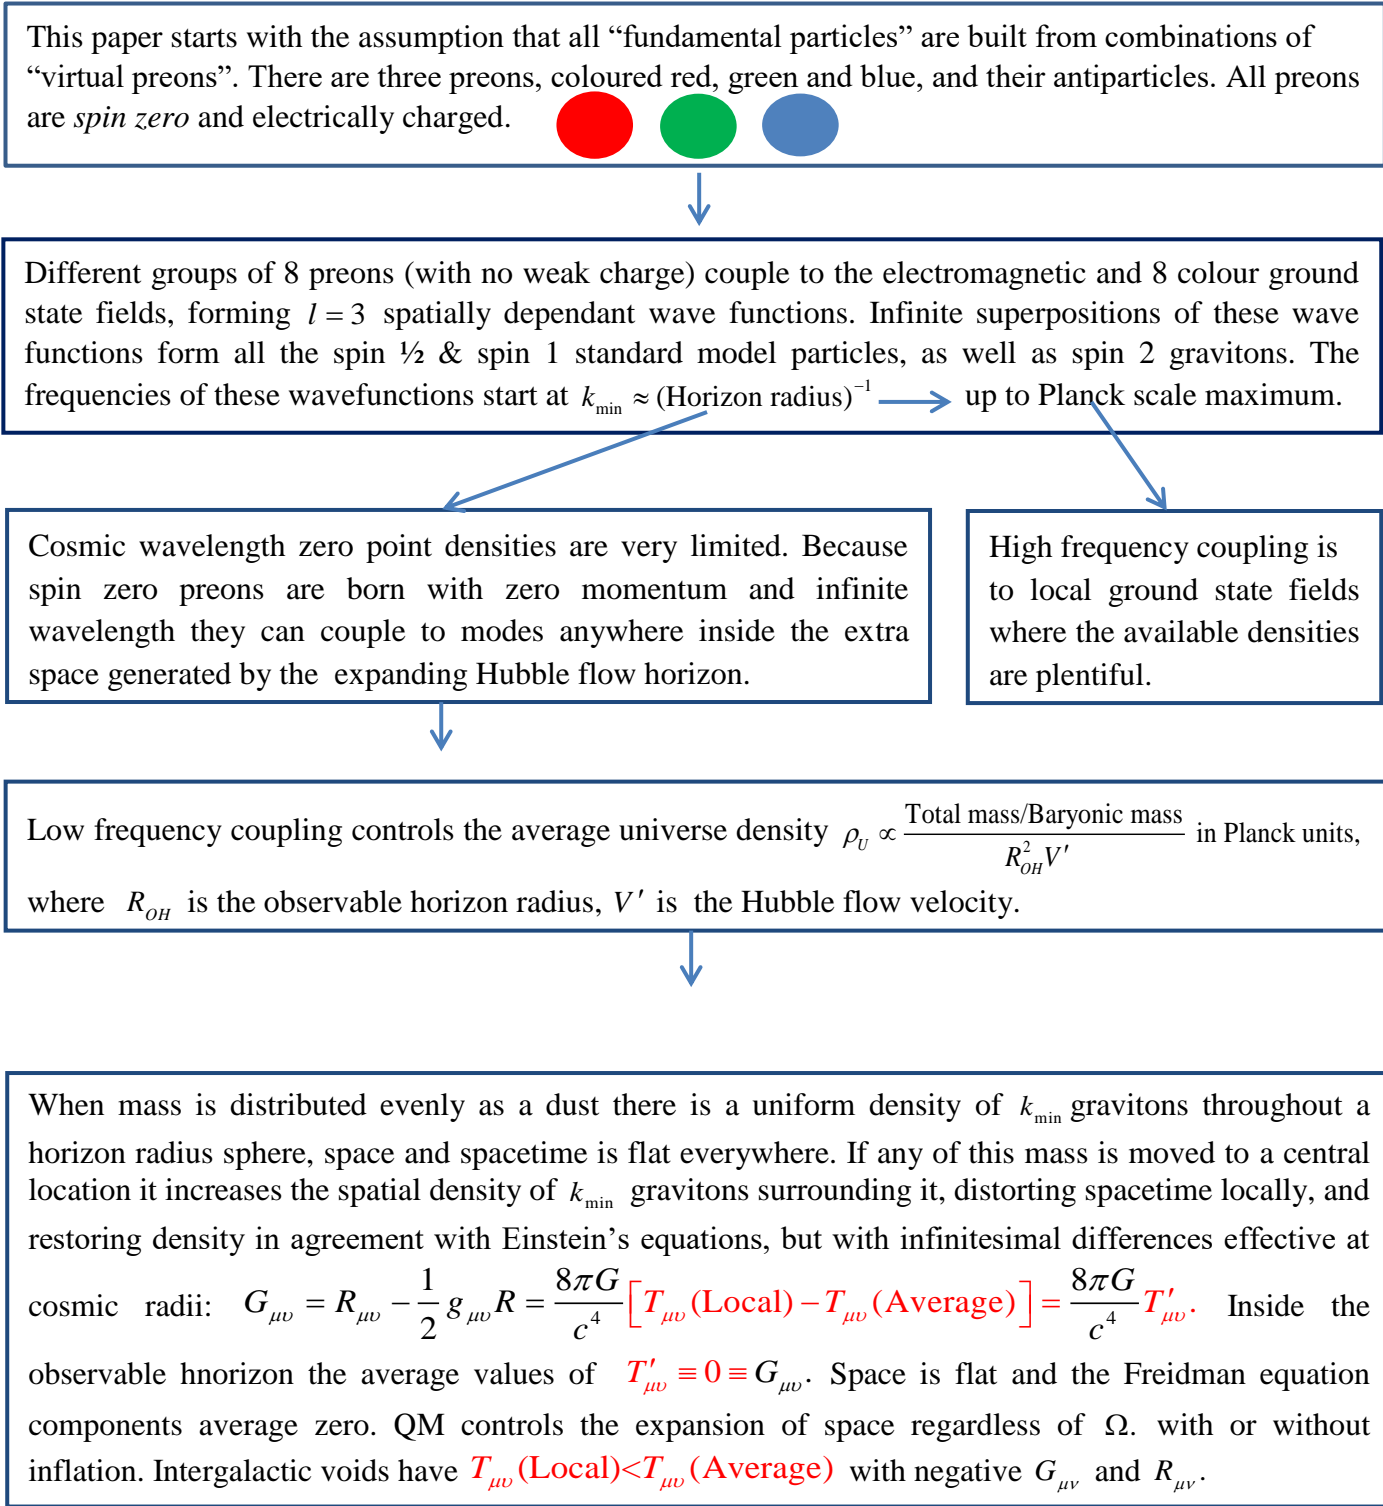 This paper starts with the assumption that all “fundamental particles” are built from combinations of
“virtual preons”. There are three preons, coloured red, green and blue, and their antiparticles. All preons
are spin zero and electrically charged.
Different groups of 8 preons (with no weak charge) couple to the electromagnetic and 8 colour ground
state fields, forming l = 3 spatially dependant wave functions. Infinite superpositions of these wave
functions form all the spin ½ & spin 1 standard model particles, as well as spin 2 gravitons. The
frequencies of these wavefunctions start at k_min ≈ (Horizon radius)⁻¹ → up to Planck scale maximum.
Cosmic wavelength zero point densities are very limited. Because
spin zero preons are born with zero momentum and infinite
wavelength they can couple to modes anywhere inside the extra
space generated by the expanding Hubble flow horizon.
High frequency coupling is
to local ground state fields
where the available densities
are plentiful.
Low frequency coupling controls the average universe density ρ_U ∝ Total mass/Baryonic mass / R²_OH V′ in Planck units,
where R_OH is the observable horizon radius, V′ is the Hubble flow velocity.
When mass is distributed evenly as a dust there is a uniform density of k_min gravitons throughout a
horizon radius sphere, space and spacetime is flat everywhere. If any of this mass is moved to a central
location it increases the spatial density of k_min gravitons surrounding it, distorting spacetime locally, and
restoring density in agreement with Einstein’s equations, but with infinitesimal differences effective at
cosmic radii: G_μυ = R_μυ − 1/2 g_μυ R = 8πG/c⁴ [T_μυ (Local) − T_μυ (Average)] = 8πG/c⁴ T′_μυ. Inside the
observable hnorizon the average values of T′_μυ ≡ 0 ≡ G_μυ. Space is flat and the Freidman equation
components average zero. QM controls the expansion of space regardless of Ω. with or without
inflation. Intergalactic voids have T_μυ (Local)<T_μυ (Average) with negative G_μν and R_μν.